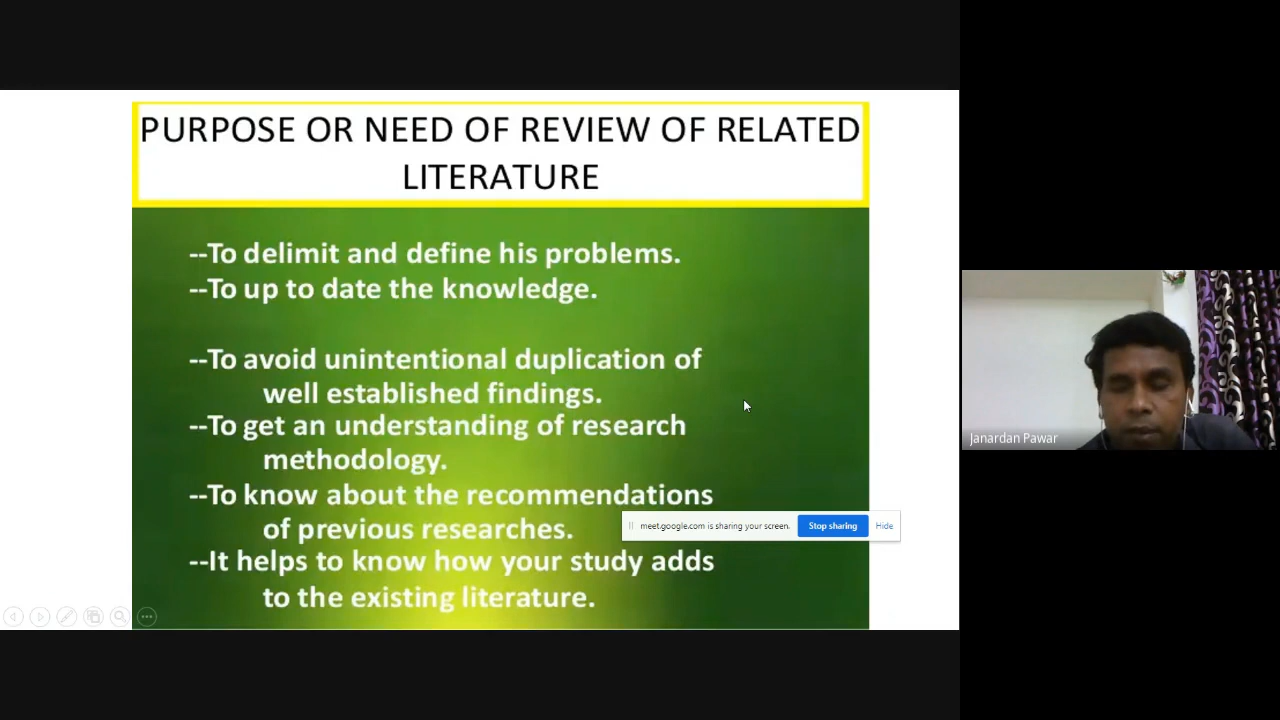 PURPOSE OR NEED OF REVIEW OF RELATED
LITERATURE
--To delimit and define his problems.
--To up to date the knowledge.
--To avoid unintentional duplication of
well established findings.
--To get an understanding of research
methodology.
--To know about the recommendations
of previous researches.
--It helps to know how your study adds
to the existing literature.
meet.google.com is sharing your screen. Stop sharing Hide
Janardan Pawar